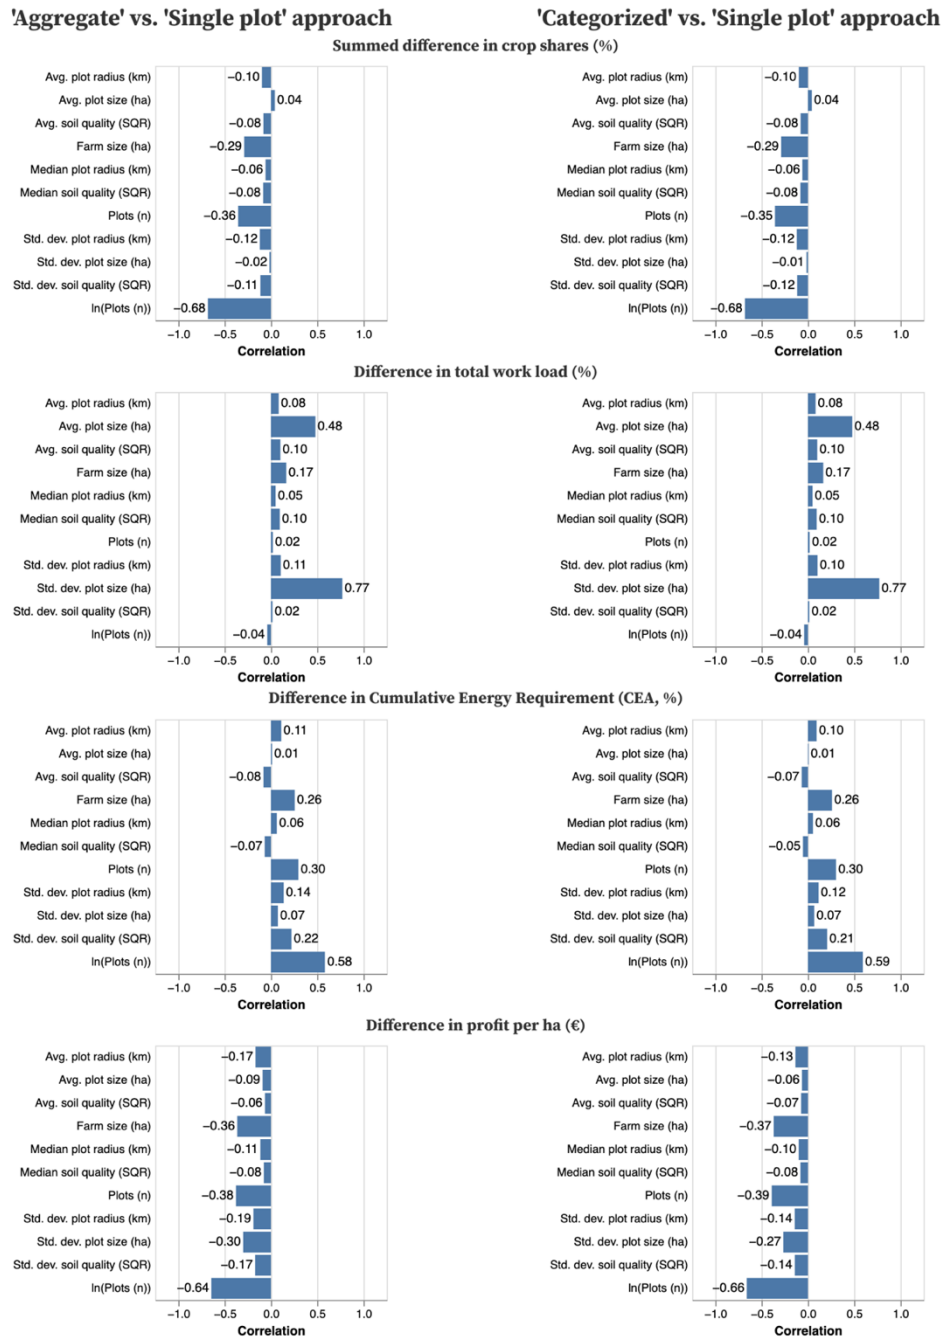 'Aggregate' vs. 'Single plot' approach
'Categorized' vs. 'Single plot' approach
Summed difference in crop shares (%)
Avg. plot radius (km) −0.10
Avg. plot size (ha) 0.04
Avg. soil quality (SQR) −0.08
Farm size (ha) −0.29
Median plot radius (km) −0.06
Median soil quality (SQR) −0.08
Plots (n) −0.36
Std. dev. plot radius (km) −0.12
Std. dev. plot size (ha) −0.02
Std. dev. soil quality (SQR) −0.11
ln(Plots (n)) −0.68
−1.0 −0.5 0.0 0.5 1.0
Correlation
Avg. plot radius (km) −0.10
Avg. plot size (ha) 0.04
Avg. soil quality (SQR) −0.08
Farm size (ha) −0.29
Median plot radius (km) −0.06
Median soil quality (SQR) −0.08
Plots (n) −0.35
Std. dev. plot radius (km) −0.12
Std. dev. plot size (ha) −0.01
Std. dev. soil quality (SQR) −0.12
ln(Plots (n)) −0.68
−1.0 −0.5 0.0 0.5 1.0
Correlation
Difference in total work load (%)
Avg. plot radius (km) 0.08
Avg. plot size (ha) 0.48
Avg. soil quality (SQR) 0.10
Farm size (ha) 0.17
Median plot radius (km) 0.05
Median soil quality (SQR) 0.10
Plots (n) 0.02
Std. dev. plot radius (km) 0.11
Std. dev. plot size (ha) 0.77
Std. dev. soil quality (SQR) 0.02
ln(Plots (n)) −0.04
−1.0 −0.5 0.0 0.5 1.0
Correlation
Avg. plot radius (km) 0.08
Avg. plot size (ha) 0.48
Avg. soil quality (SQR) 0.10
Farm size (ha) 0.17
Median plot radius (km) 0.05
Median soil quality (SQR) 0.10
Plots (n) 0.02
Std. dev. plot radius (km) 0.10
Std. dev. plot size (ha) 0.77
Std. dev. soil quality (SQR) 0.02
ln(Plots (n)) −0.04
−1.0 −0.5 0.0 0.5 1.0
Correlation
Difference in Cumulative Energy Requirement (CEA, %)
Avg. plot radius (km) 0.11
Avg. plot size (ha) 0.01
Avg. soil quality (SQR) −0.08
Farm size (ha) 0.26
Median plot radius (km) 0.06
Median soil quality (SQR) −0.07
Plots (n) 0.30
Std. dev. plot radius (km) 0.14
Std. dev. plot size (ha) 0.07
Std. dev. soil quality (SQR) 0.22
ln(Plots (n)) 0.58
−1.0 −0.5 0.0 0.5 1.0
Correlation
Avg. plot radius (km) 0.10
Avg. plot size (ha) 0.01
Avg. soil quality (SQR) −0.07
Farm size (ha) 0.26
Median plot radius (km) 0.06
Median soil quality (SQR) −0.05
Plots (n) 0.30
Std. dev. plot radius (km) 0.12
Std. dev. plot size (ha) 0.07
Std. dev. soil quality (SQR) 0.21
ln(Plots (n)) 0.59
−1.0 −0.5 0.0 0.5 1.0
Correlation
Difference in profit per ha (€)
Avg. plot radius (km) −0.17
Avg. plot size (ha) −0.09
Avg. soil quality (SQR) −0.06
Farm size (ha) −0.36
Median plot radius (km) −0.11
Median soil quality (SQR) −0.08
Plots (n) −0.38
Std. dev. plot radius (km) −0.19
Std. dev. plot size (ha) −0.30
Std. dev. soil quality (SQR) −0.17
ln(Plots (n)) −0.64
−1.0 −0.5 0.0 0.5 1.0
Correlation
Avg. plot radius (km) −0.13
Avg. plot size (ha) −0.06
Avg. soil quality (SQR) −0.07
Farm size (ha) −0.37
Median plot radius (km) −0.10
Median soil quality (SQR) −0.08
Plots (n) −0.39
Std. dev. plot radius (km) −0.14
Std. dev. plot size (ha) −0.27
Std. dev. soil quality (SQR) −0.14
ln(Plots (n)) −0.66
−1.0 −0.5 0.0 0.5 1.0
Correlation